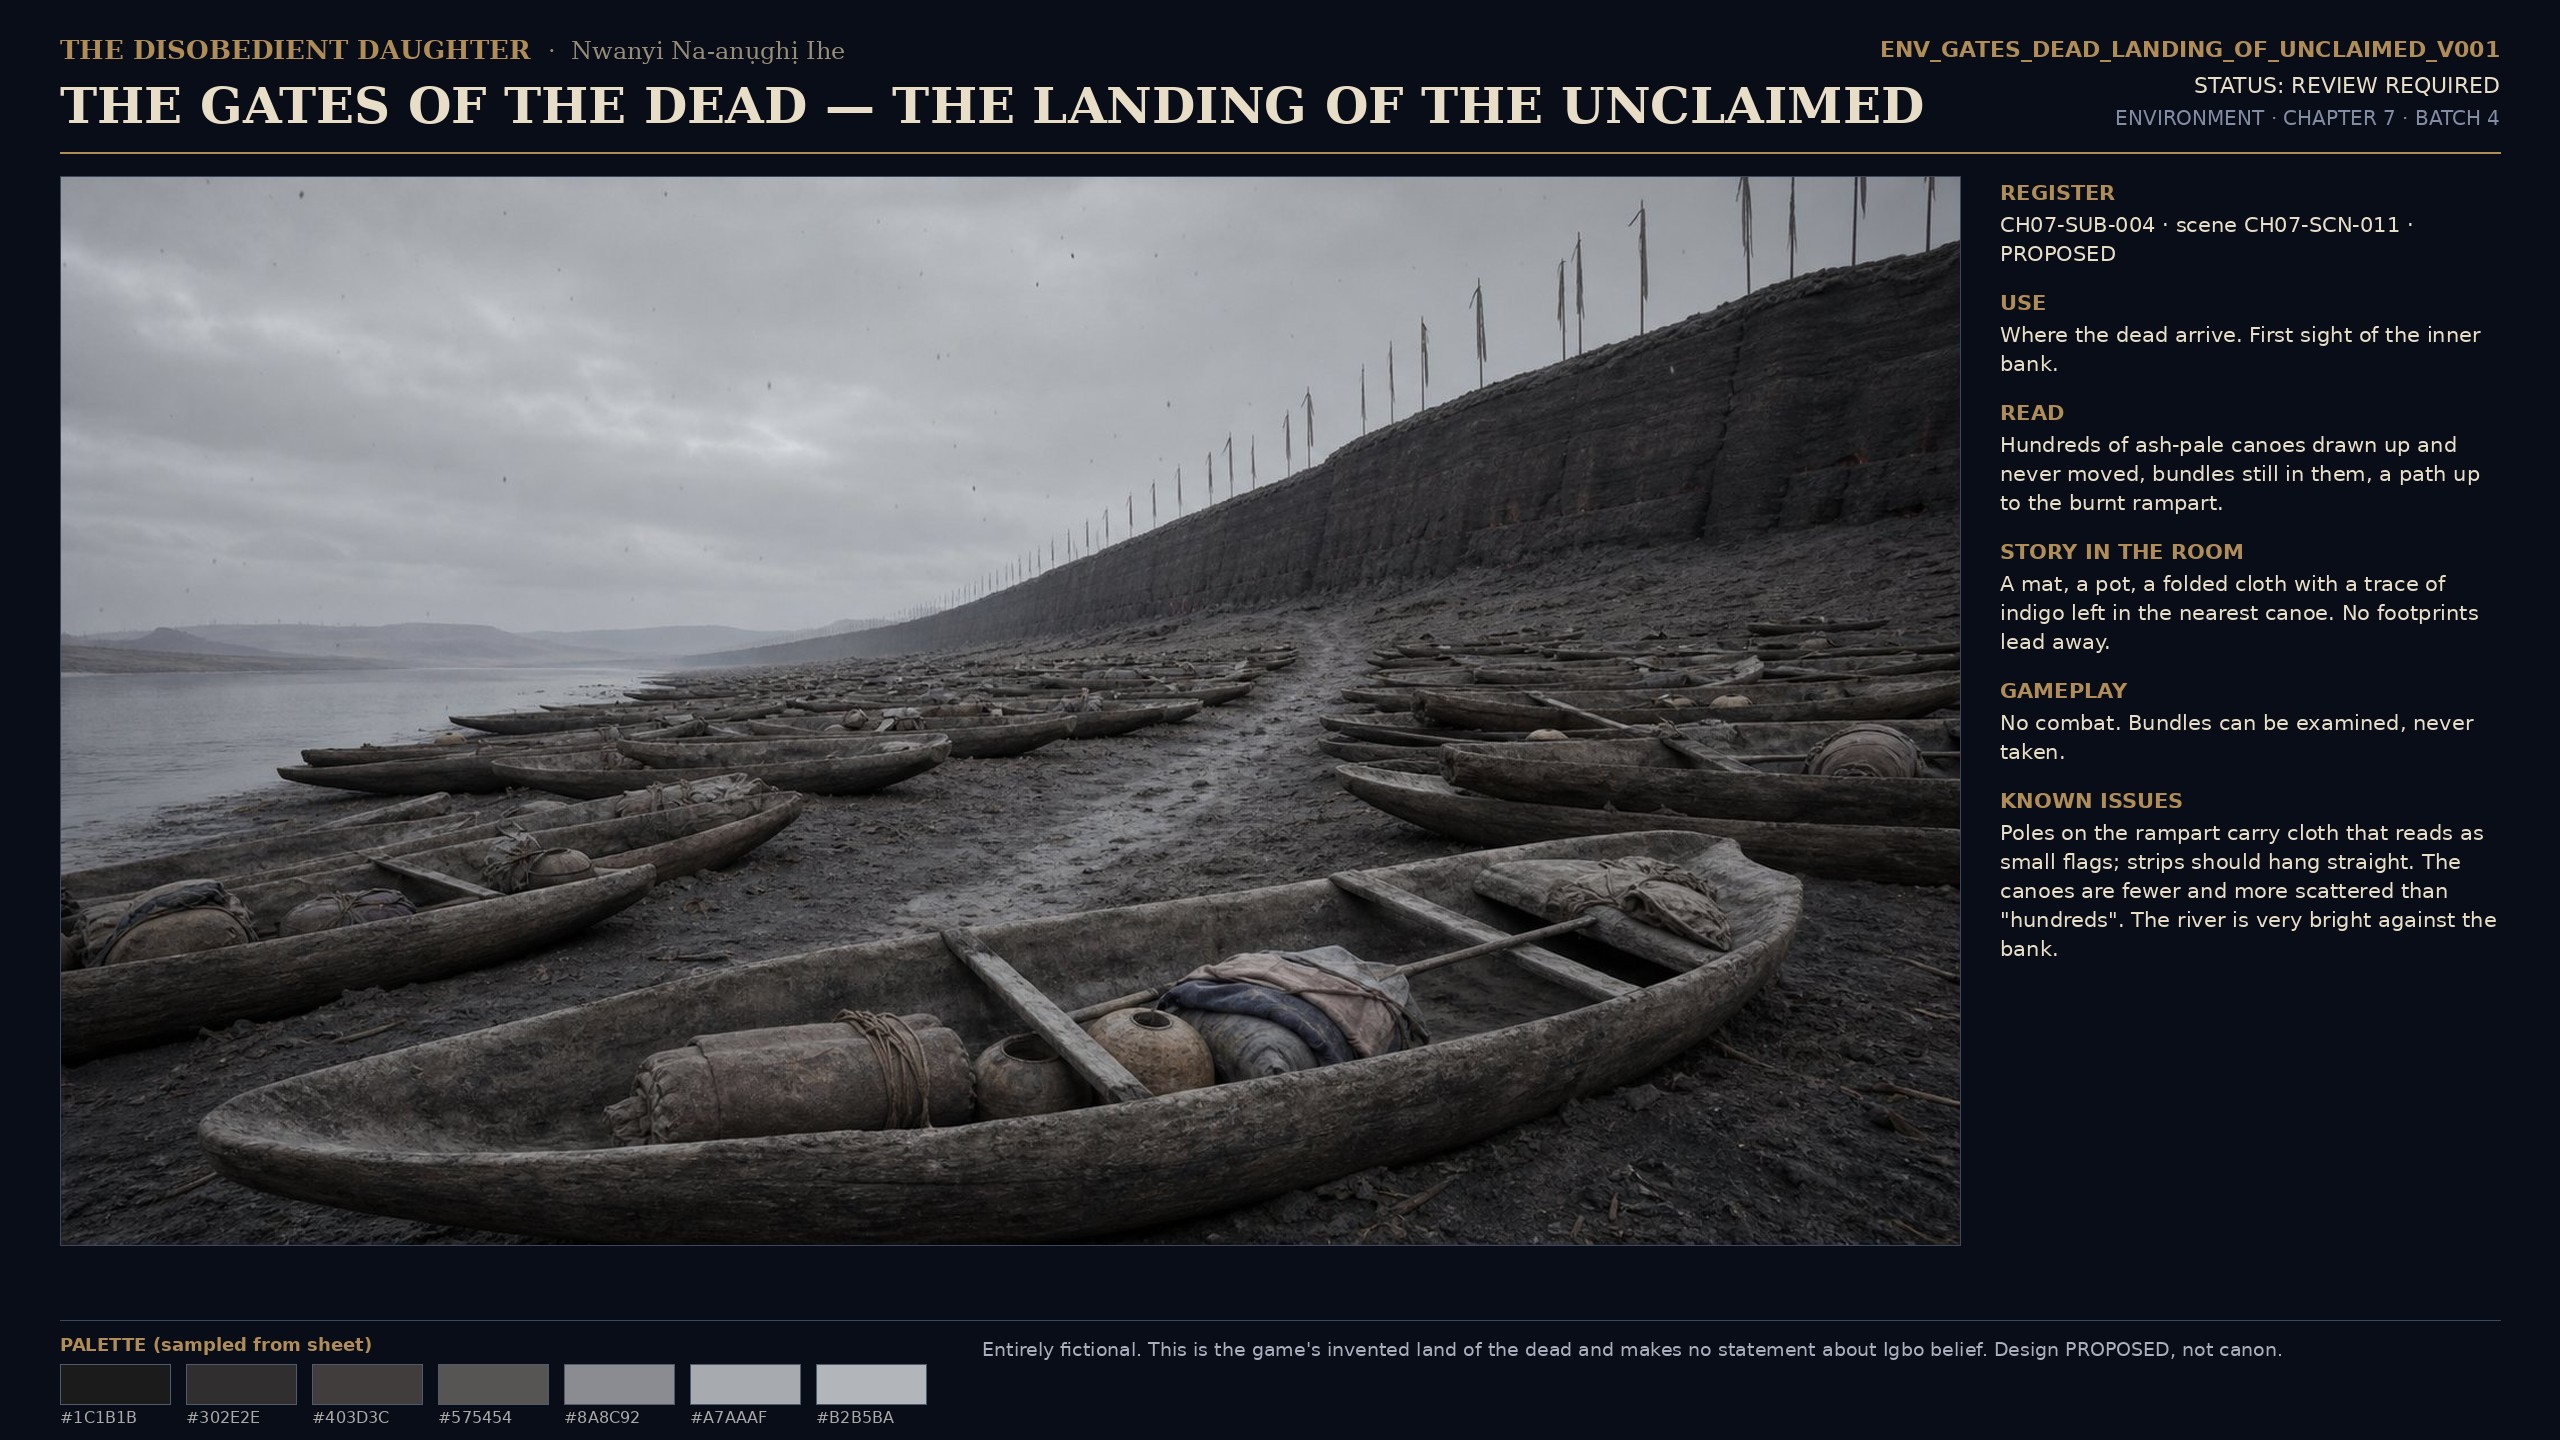 THE DISOBEDIENT DAUGHTER · Nwanyi Na-anụghị Ihe
THE GATES OF THE DEAD — THE LANDING OF THE UNCLAIMED
ENV_GATES_DEAD_LANDING_OF_UNCLAIMED_V001
STATUS: REVIEW REQUIRED
ENVIRONMENT · CHAPTER 7 · BATCH 4
REGISTER
CH07-SUB-004 · scene CH07-SCN-011 ·
PROPOSED
USE
Where the dead arrive. First sight of the inner
bank.
READ
Hundreds of ash-pale canoes drawn up and
never moved, bundles still in them, a path up
to the burnt rampart.
STORY IN THE ROOM
A mat, a pot, a folded cloth with a trace of
indigo left in the nearest canoe. No footprints
lead away.
GAMEPLAY
No combat. Bundles can be examined, never
taken.
KNOWN ISSUES
Poles on the rampart carry cloth that reads as
small flags; strips should hang straight. The
canoes are fewer and more scattered than
"hundreds". The river is very bright against the
bank.
PALETTE (sampled from sheet)
#1C1B1B #302E2E #403D3C #575454 #8A8C92 #A7AAAF #B2B5BA
Entirely fictional. This is the game's invented land of the dead and makes no statement about Igbo belief. Design PROPOSED, not canon.